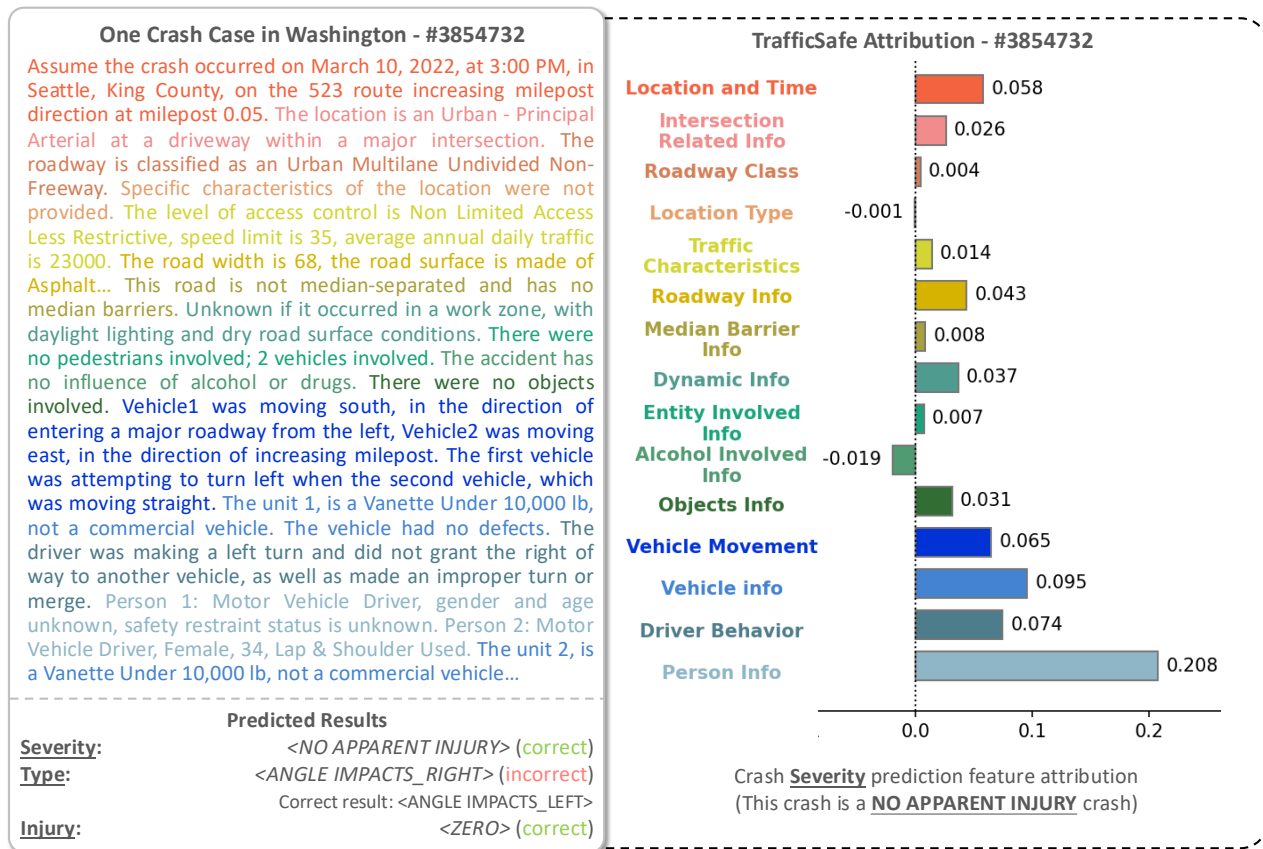 One Crash Case in Washington - #3854732
Assume the crash occurred on March 10, 2022, at 3:00 PM, in
Seattle, King County, on the 523 route increasing milepost
direction at milepost 0.05. The location is an Urban - Principal
Arterial at a driveway within a major intersection. The
roadway is classified as an Urban Multilane Undivided Non-
Freeway. Specific characteristics of the location were not
provided. The level of access control is Non Limited Access
Less Restrictive, speed limit is 35, average annual daily traffic
is 23000. The road width is 68, the road surface is made of
Asphalt... This road is not median-separated and has no
median barriers. Unknown if it occurred in a work zone, with
daylight lighting and dry road surface conditions. There were
no pedestrians involved; 2 vehicles involved. The accident has
no influence of alcohol or drugs. There were no objects
involved. Vehicle1 was moving south, in the direction of
entering a major roadway from the left, Vehicle2 was moving
east, in the direction of increasing milepost. The first vehicle
was attempting to turn left when the second vehicle, which
was moving straight. The unit 1, is a Vanette Under 10,000 lb,
not a commercial vehicle. The vehicle had no defects. The
driver was making a left turn and did not grant the right of
way to another vehicle, as well as made an improper turn or
merge. Person 1: Motor Vehicle Driver, gender and age
unknown, safety restraint status is unknown. Person 2: Motor
Vehicle Driver, Female, 34, Lap & Shoulder Used. The unit 2, is
a Vanette Under 10,000 lb, not a commercial vehicle...
Predicted Results
Severity: <NO APPARENT INJURY> (correct)
Type: <ANGLE IMPACTS_RIGHT> (incorrect)
Correct result: <ANGLE IMPACTS_LEFT>
Injury: <ZERO> (correct)
TrafficSafe Attribution - #3854732
Location and Time 0.058
Intersection
Related Info 0.026
Roadway Class 0.004
Location Type -0.001
Traffic
Characteristics 0.014
Roadway Info 0.043
Median Barrier
Info 0.008
Dynamic Info 0.037
Entity Involved
Info 0.007
Alcohol Involved
Info -0.019
Objects Info 0.031
Vehicle Movement 0.065
Vehicle info 0.095
Driver Behavior 0.074
Person Info 0.208
0.0 0.1 0.2
Crash Severity prediction feature attribution
(This crash is a NO APPARENT INJURY crash)